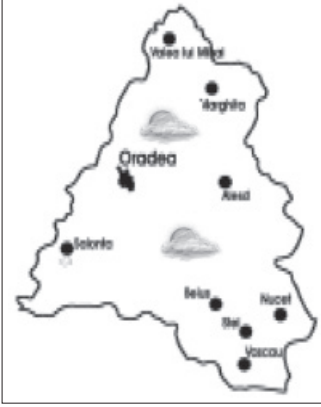 Valea lui Mihai
Marghita
Oradea
Alesd
Salonta
Beius
Nucet
Stei
Vascau